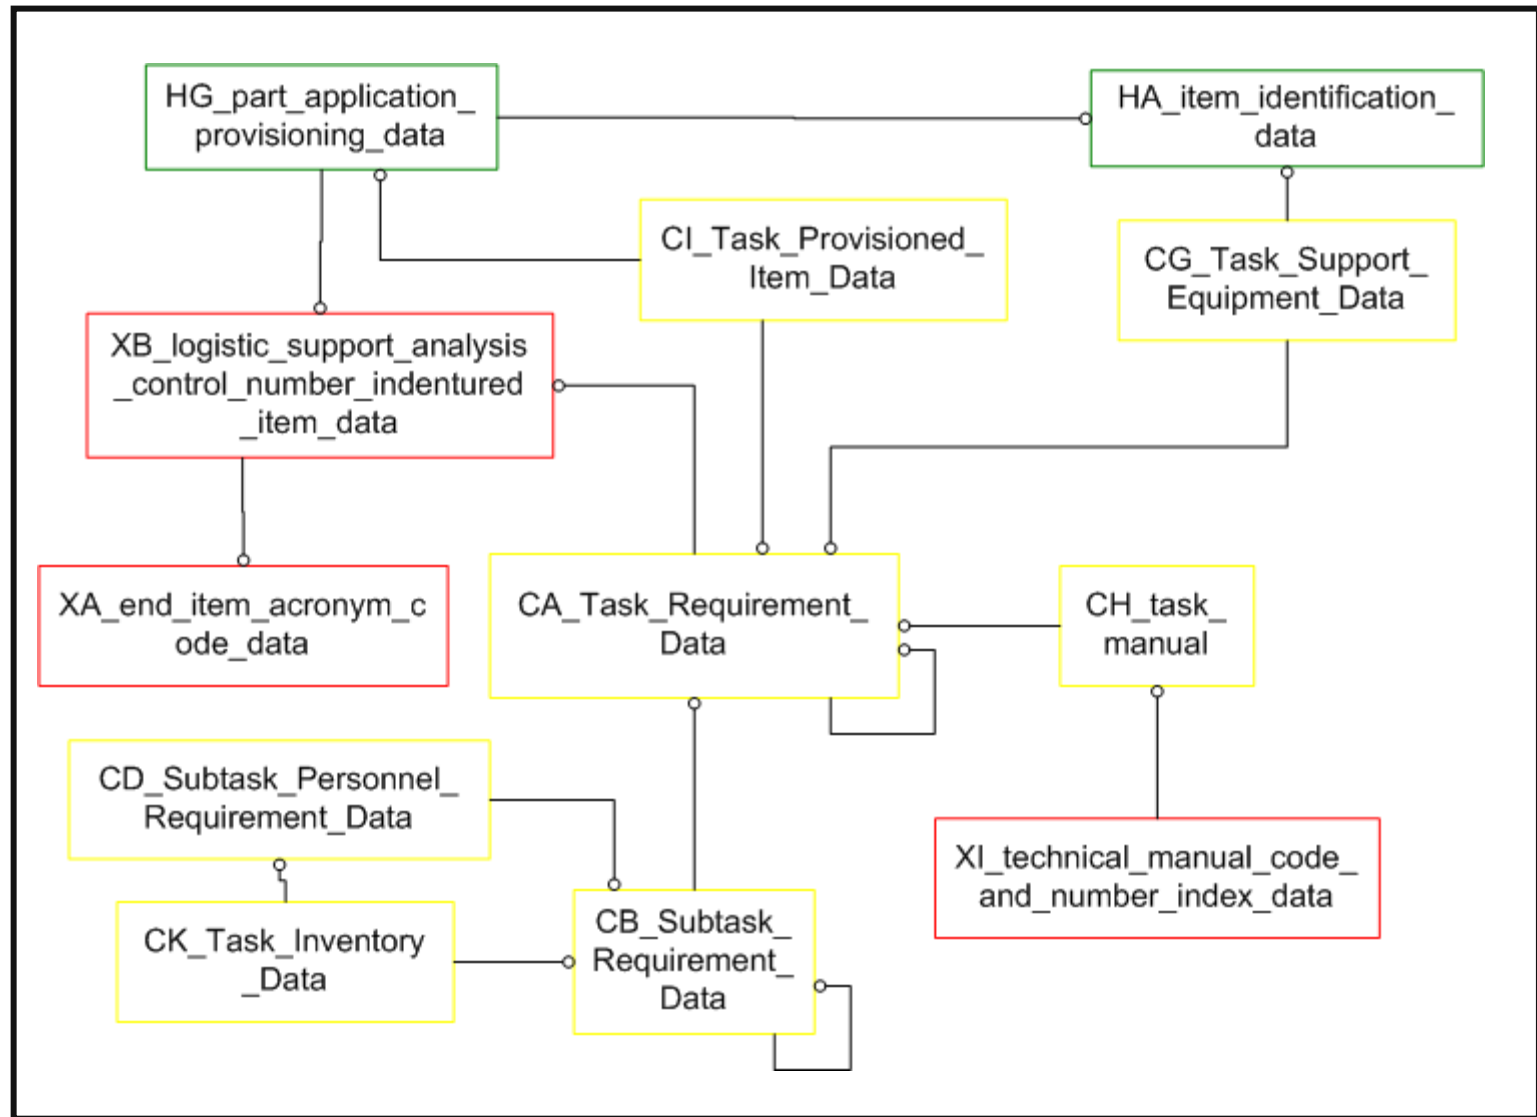 HG_part_application_
provisioning_data
HA_item_identification_
data
CI_Task_Provisioned_
Item_Data
CG_Task_Support_
Equipment_Data
XB_logistic_support_analysis
_control_number_indentured
_item_data
XA_end_item_acronym_c
ode_data
CA_Task_Requirement_
Data
CH_task_
manual
CD_Subtask_Personnel_
Requirement_Data
XI_technical_manual_code_
and_number_index_data
CK_Task_Inventory
_Data
CB_Subtask_
Requirement_
Data